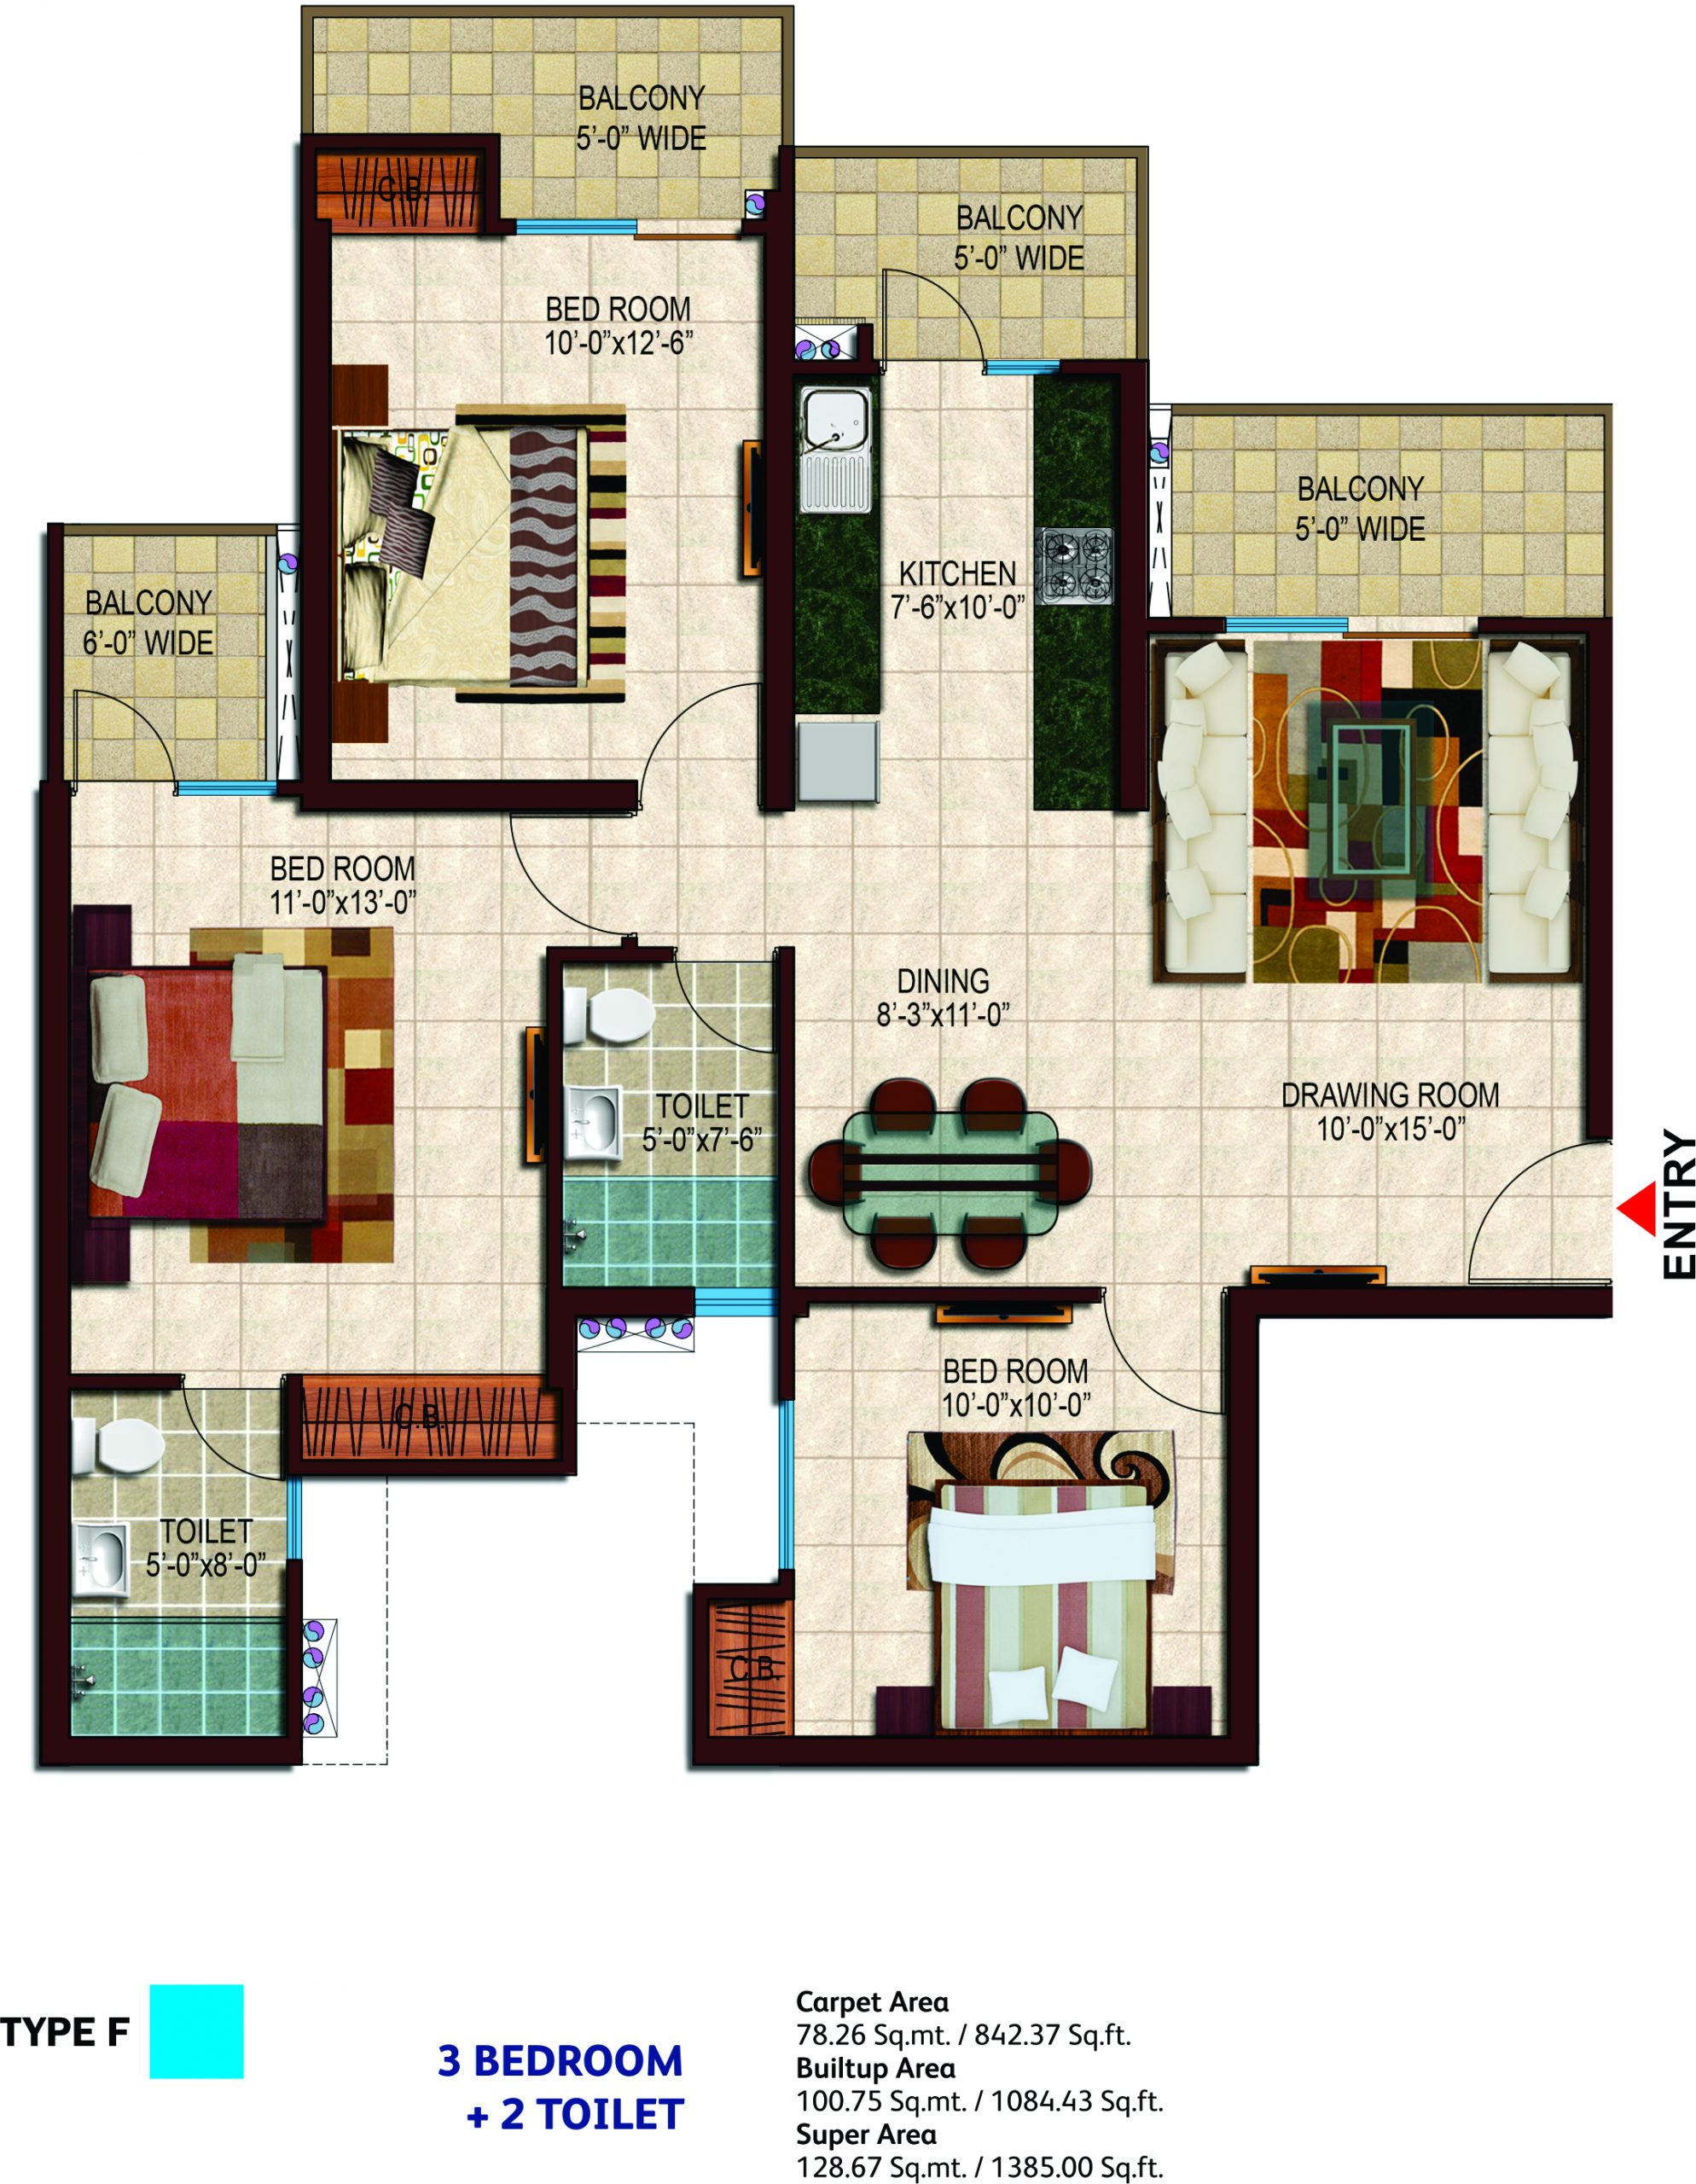 BALCONY
5’-0” WIDE
C.B.
BALCONY
5’-0” WIDE
BED ROOM
10’-0”x12’-6”
BALCONY
5’-0” WIDE
KITCHEN
7’-6”x10’-0”
BALCONY
6’-0” WIDE
BED ROOM
11’-0”x13’-0”
DINING
8’-3”x11’-0”
TOILET
5’-0”x7’-6”
DRAWING ROOM
10’-0”x15’-0”
ENTRY
BED ROOM
10’-0”x10’-0”
C.B.
TOILET
5’-0”x8’-0”
C.B.
TYPE F
3 BEDROOM
+ 2 TOILET
Carpet Area
78.26 Sq.mt. / 842.37 Sq.ft.
Builtup Area
100.75 Sq.mt. / 1084.43 Sq.ft.
Super Area
128.67 Sq.mt. / 1385.00 Sq.ft.